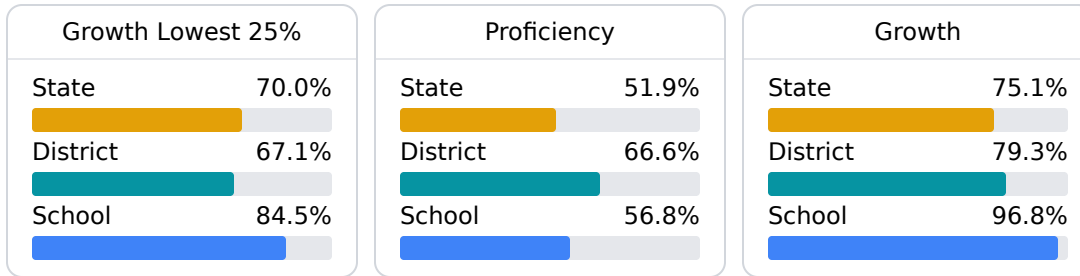 Growth Lowest 25%
State 70.0%
District 67.1%
School 84.5%
Proficiency
State 51.9%
District 66.6%
School 56.8%
Growth
State 75.1%
District 79.3%
School 96.8%